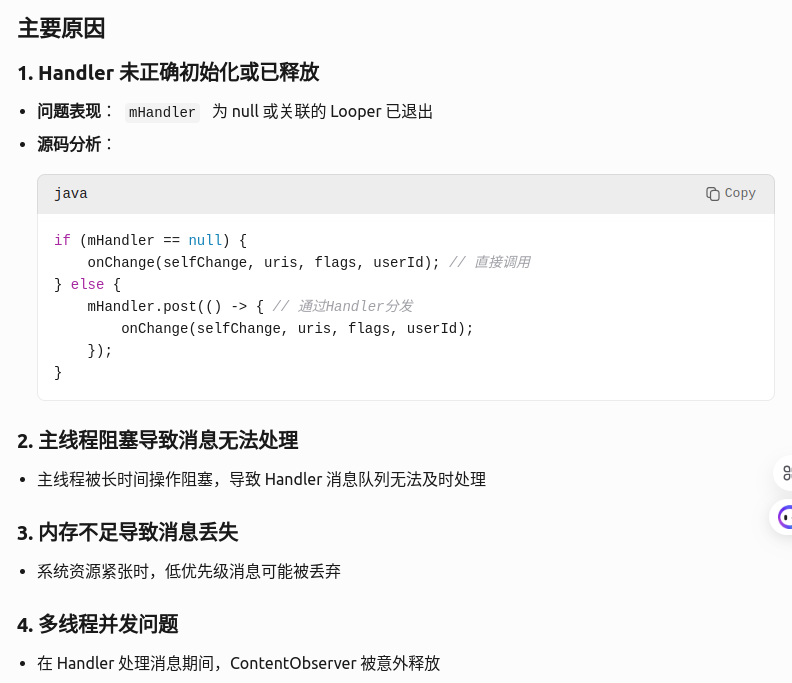 主要原因
1. Handler 未正确初始化或已释放
• 问题表现： mHandler 为 null 或关联的 Looper 已退出
• 源码分析：
java Copy
if (mHandler == null) {
    onChange(selfChange, uris, flags, userId); // 直接调用
} else {
    mHandler.post(() -> { // 通过Handler分发
        onChange(selfChange, uris, flags, userId);
    });
}
2. 主线程阻塞导致消息无法处理
• 主线程被长时间操作阻塞，导致 Handler 消息队列无法及时处理
3. 内存不足导致消息丢失
• 系统资源紧张时，低优先级消息可能被丢弃
4. 多线程并发问题
• 在 Handler 处理消息期间，ContentObserver 被意外释放